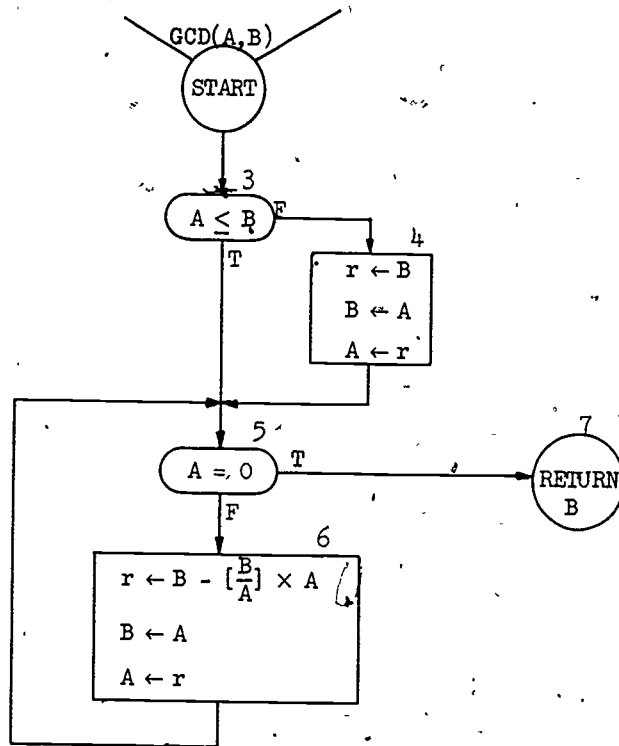 GCD(A,B)
START
3
A ≤ B
F
T
4
r ← B
B ← A
A ← r
5
A = 0
T
7
RETURN
B
F
6
r ← B - [B/A] × A
B ← A
A ← r